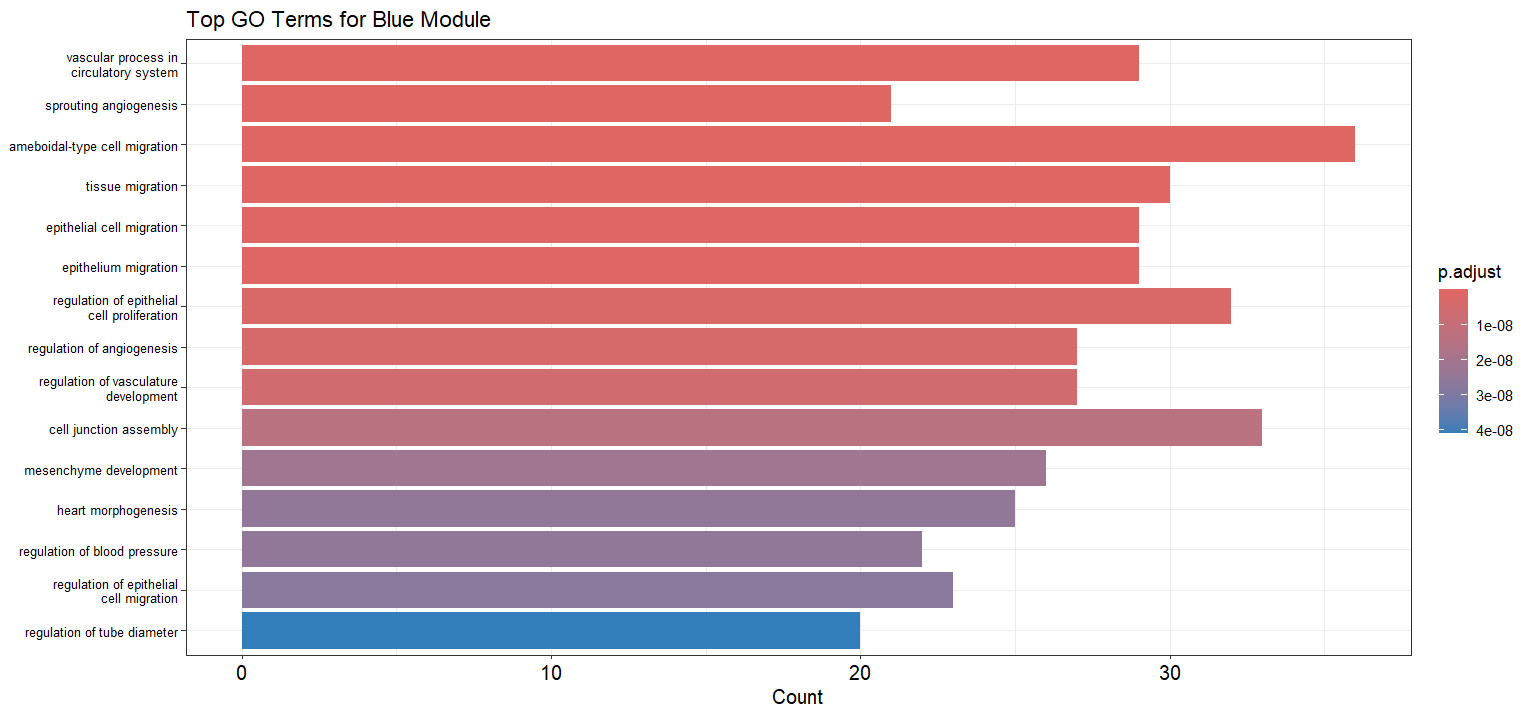 Top GO Terms for Blue Module
vascular process in
circulatory system
sprouting angiogenesis
ameboidal-type cell migration
tissue migration
epithelial cell migration
epithelium migration
regulation of epithelial
cell proliferation
regulation of angiogenesis
regulation of vasculature
development
cell junction assembly
mesenchyme development
heart morphogenesis
regulation of blood pressure
regulation of epithelial
cell migration
regulation of tube diameter
0 10 20 30
Count
p.adjust
1e-08
2e-08
3e-08
4e-08